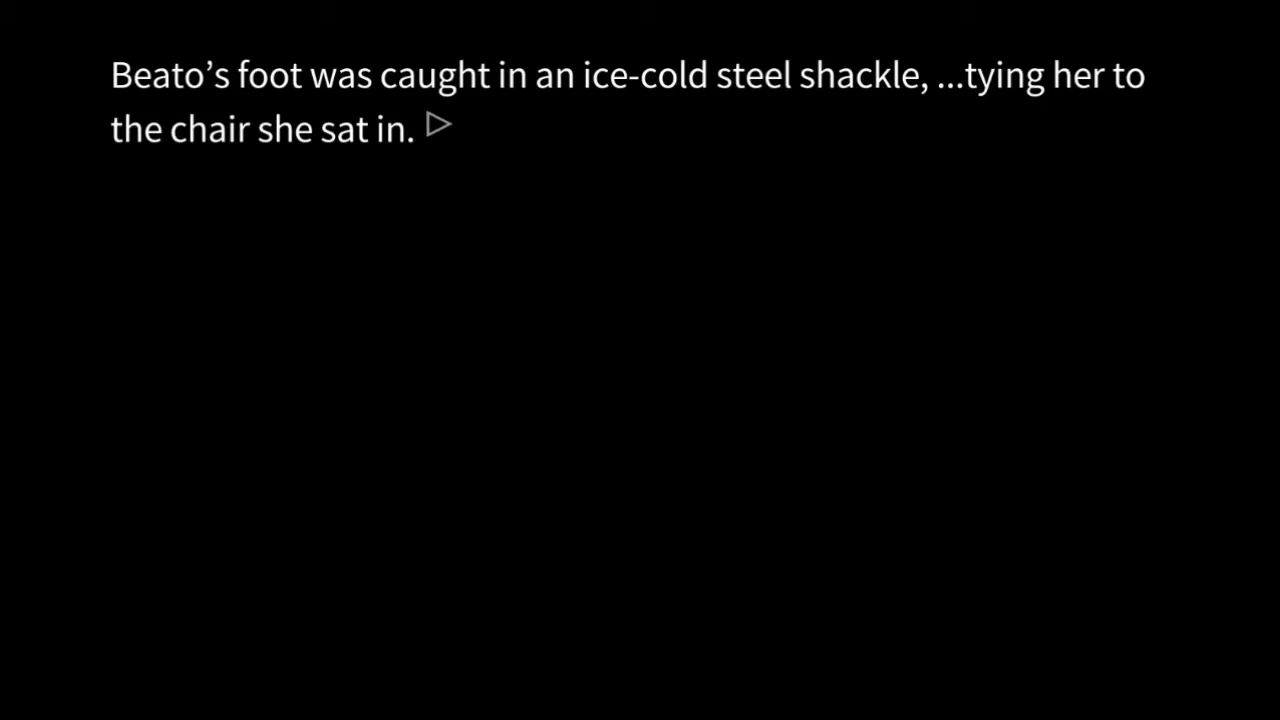 Beato’s foot was caught in an ice-cold steel shackle, ...tying her to
the chair she sat in.